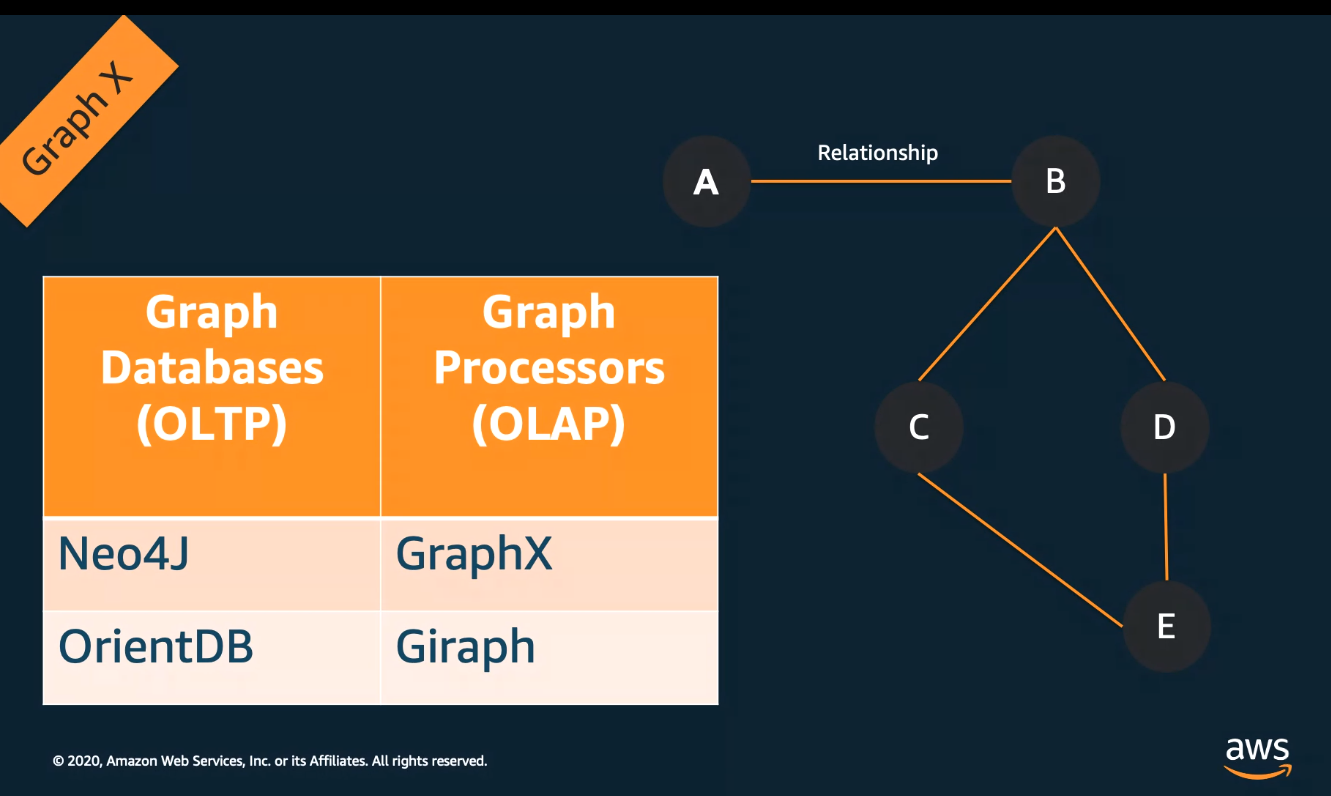 Graph X
A
Relationship
B
Graph
Databases
(OLTP)
Graph
Processors
(OLAP)
Neo4J
GraphX
OrientDB
Giraph
C
D
E
© 2020, Amazon Web Services, Inc. or its Affiliates. All rights reserved.
aws